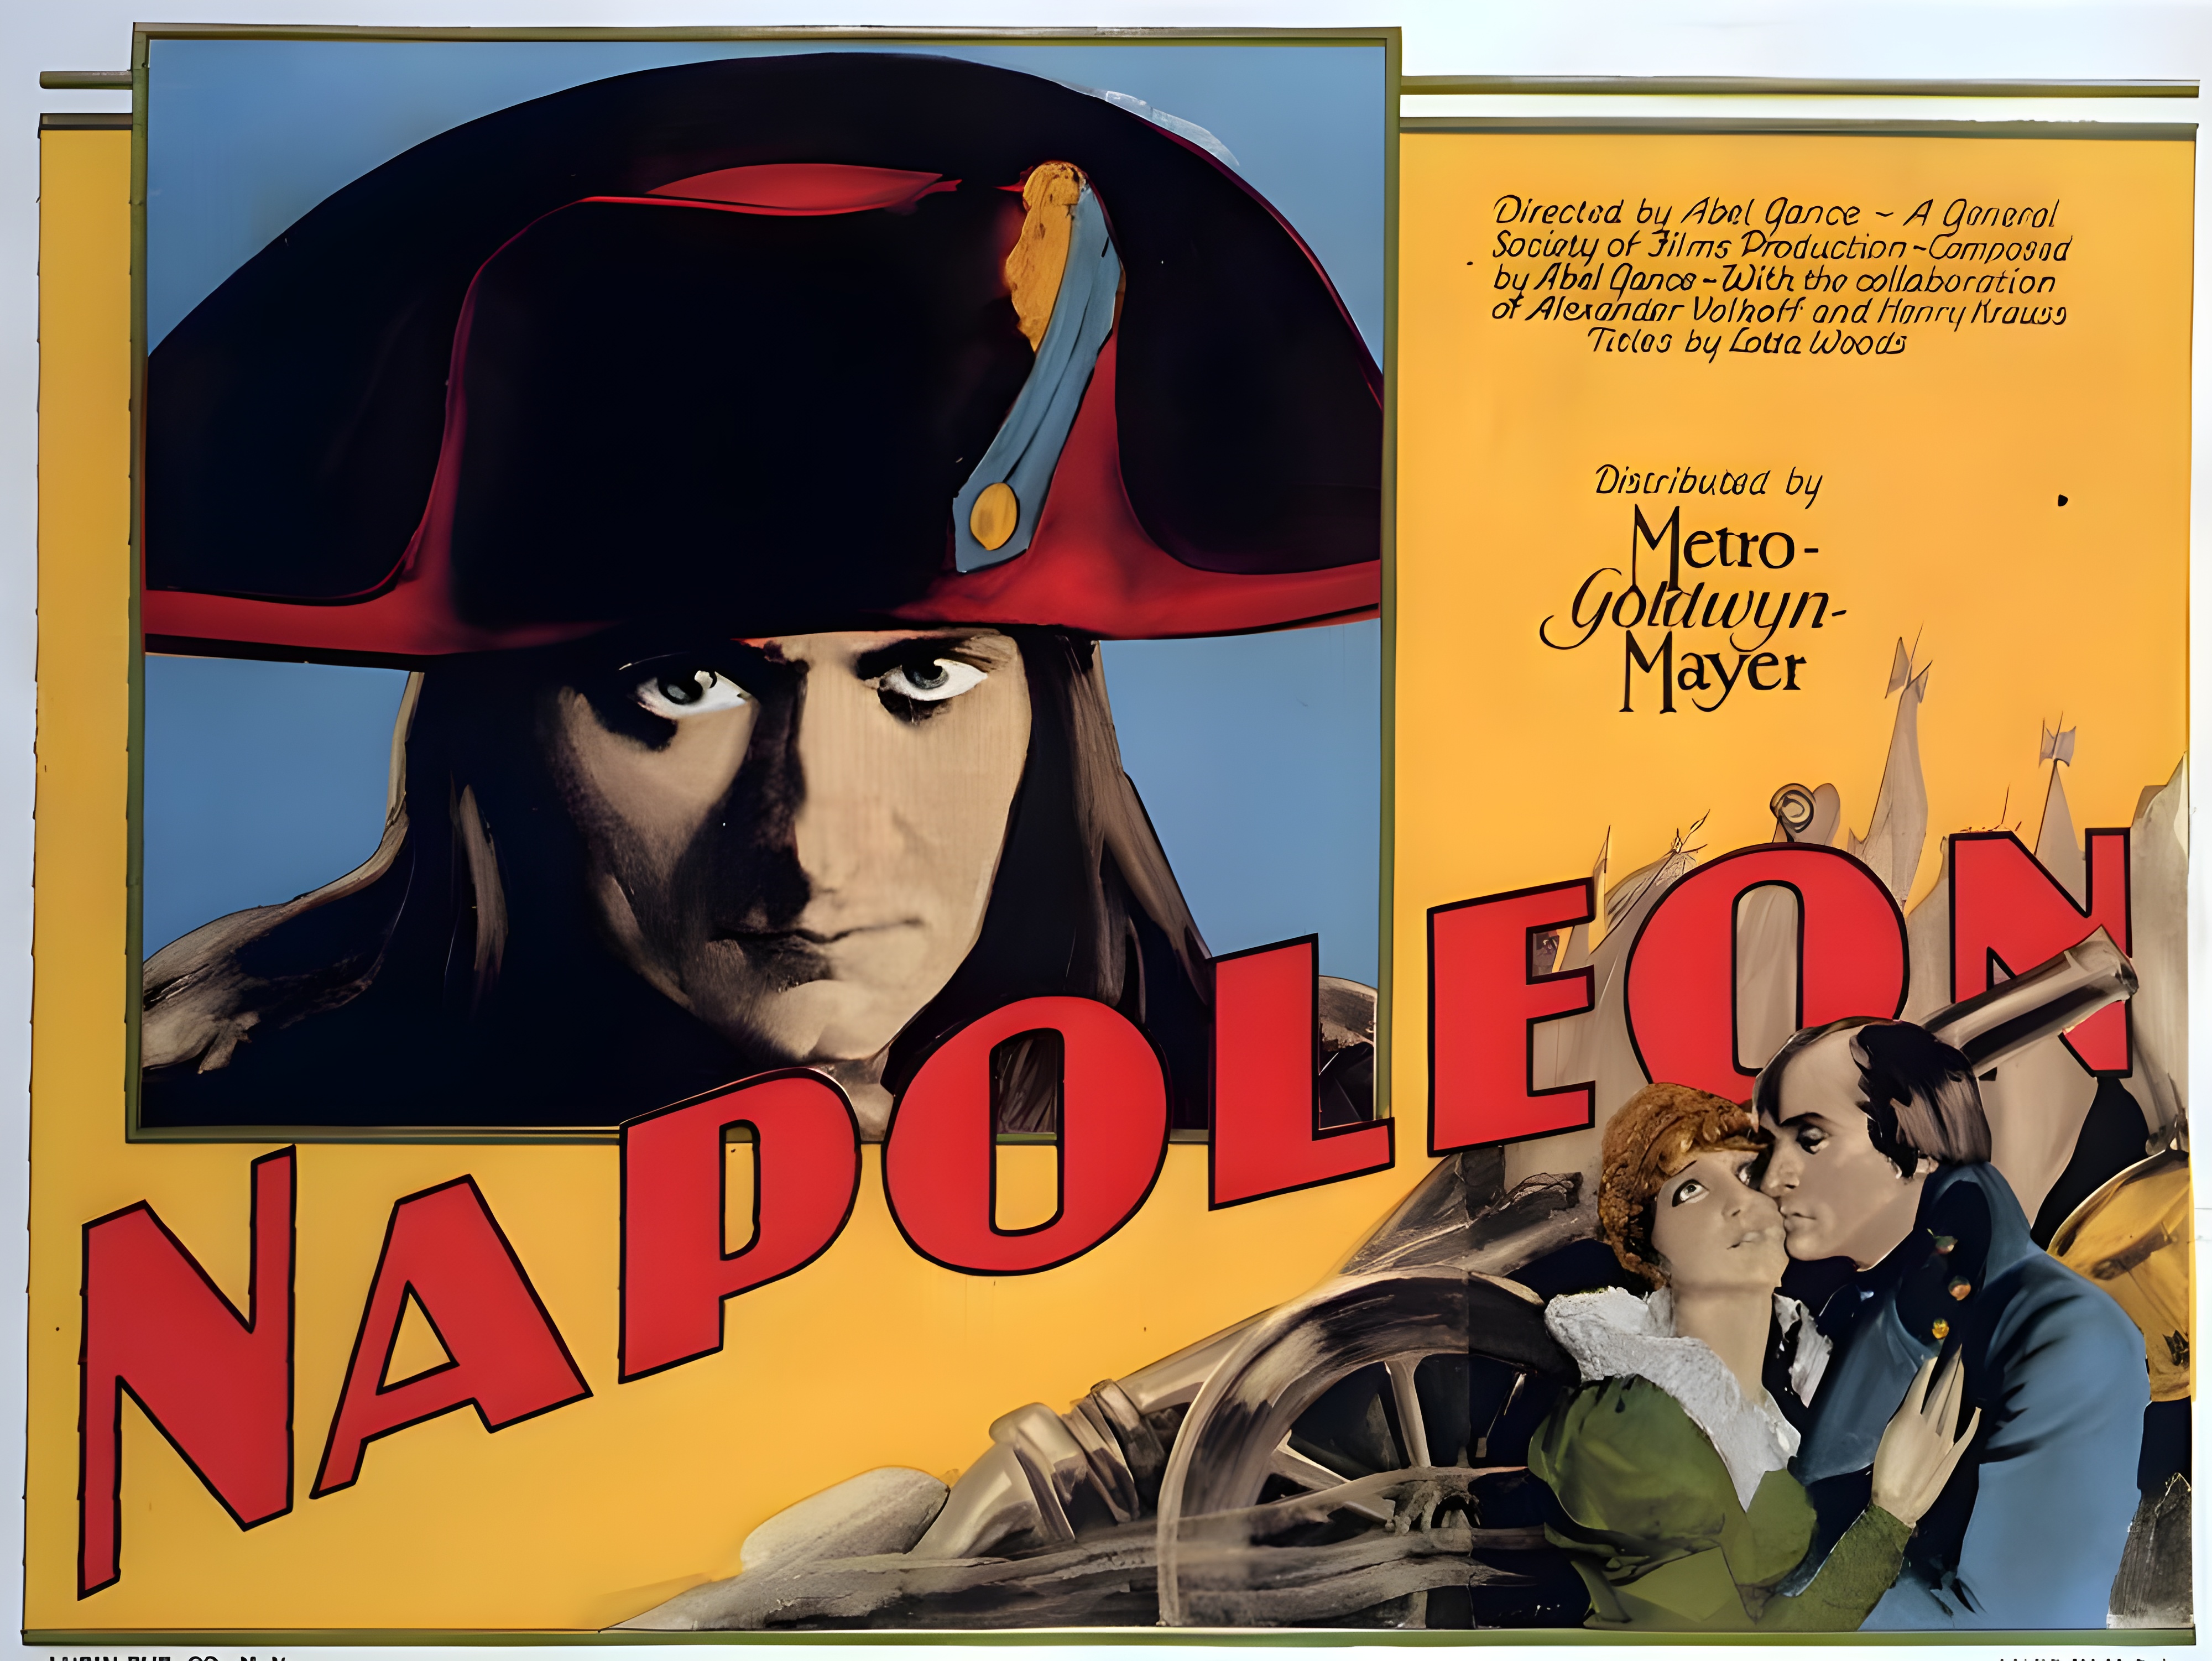 Directed by Abel Gance ~ A General
Society of Films Production - Composed
by Abel Gance - With the collaboration
of Alexander Volhoff and Henry Krauss
Titles by Lotta Woods
Distributed by
Metro-
Goldwyn-
Mayer
NAPOLEON